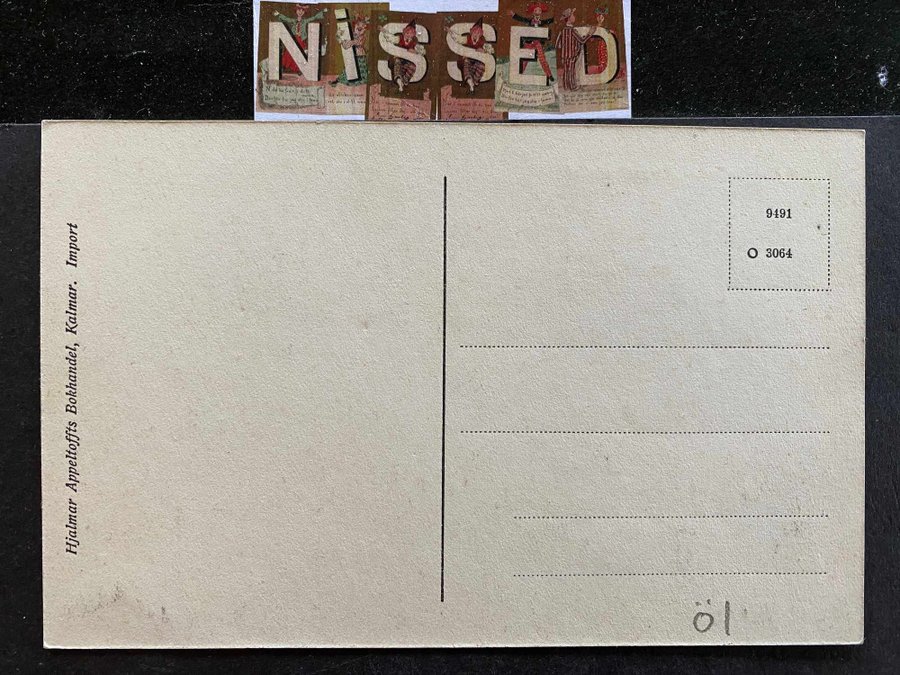 NISSED
Hjalmar Appeltoffts Bokhandel, Kalmar. Import
9491
O 3064
öl